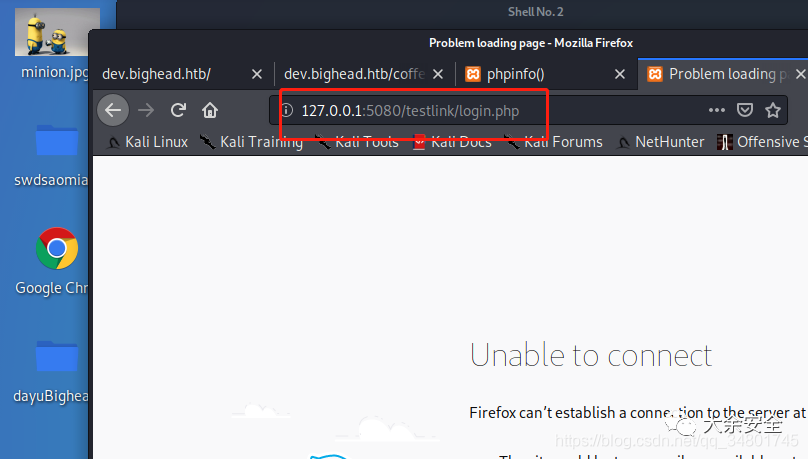 Shell No. 2
Problem loading page - Mozilla Firefox
minion.jpg
dev.bighead.htb/
dev.bighead.htb/coffe
phpinfo()
Problem loading p
127.0.0.1:5080/testlink/login.php
Kali Linux
Kali Training
Kali Tools
Kali Docs
Kali Forums
NetHunter
Offensive S
swdsaomia
Google Chr
dayuBighea
Unable to connect
Firefox can't establish a connection to the server at
大余安全
https://blog.csdn.net/qq_34801745